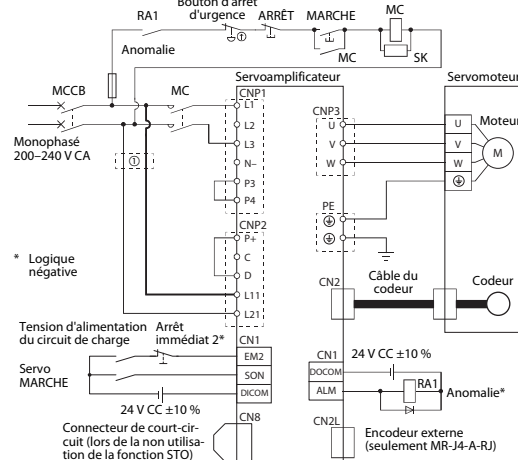 Bouton d'arrêt
d'urgence
RA1
ARRÊT
MARCHE
MC
①
Anomalie
MC
SK
MCCB
MC
Servoamplificateur
Servomoteur
CNP1
L1
L2
L3
N–
P3
P4
Monophasé
200–240 V CA
①
CNP3
U
V
W
U
V
W
Moteur
M
PE
CNP2
P+
C
D
L11
L21
* Logique
négative
CN2
Câble du
codeur
Codeur
Tension d'alimentation
du circuit de charge
Arrêt
immédiat 2*
CN1
EM2
SON
DICOM
Servo
MARCHE
24 V CC ±10 %
CN1
24 V CC ±10 %
DOCOM
ALM
RA1
Anomalie*
Connecteur de court-cir-
cuit (lors de la non utilisa-
tion de la fonction STO)
CN8
CN2L
Encodeur externe
(seulement MR-J4-A-RJ)